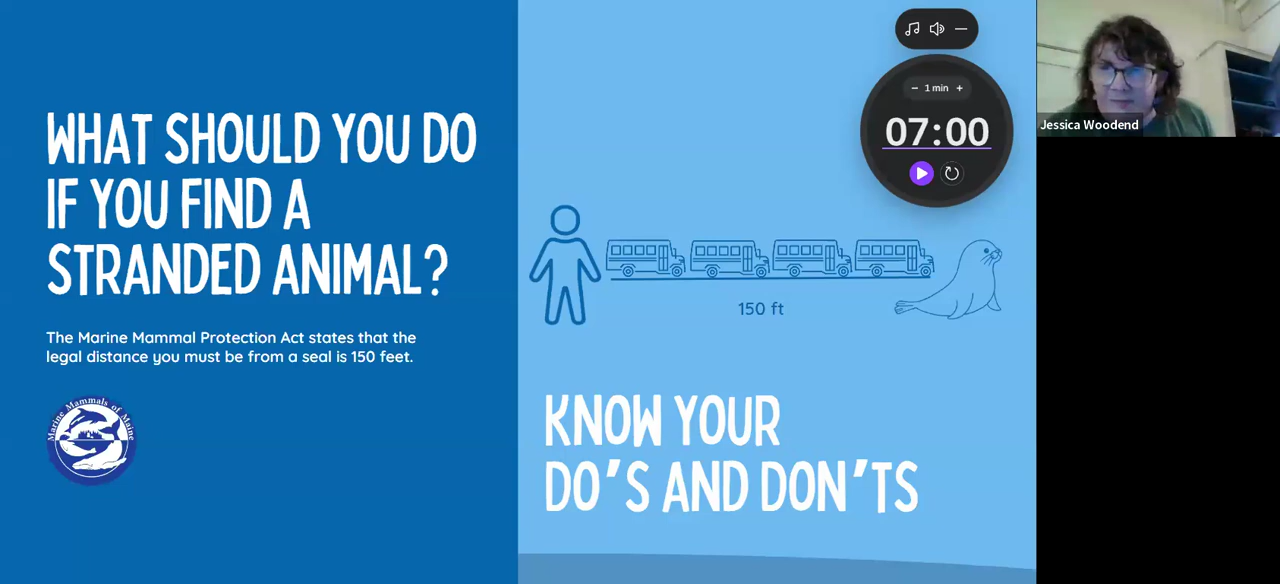 WHAT SHOULD YOU DO
IF YOU FIND A
STRANDED ANIMAL?
The Marine Mammal Protection Act states that the
legal distance you must be from a seal is 150 feet.
Marine Mammals of Maine
150 ft
KNOW YOUR
DO'S AND DON'TS
− 1 min +
07:00
Jessica Woodend